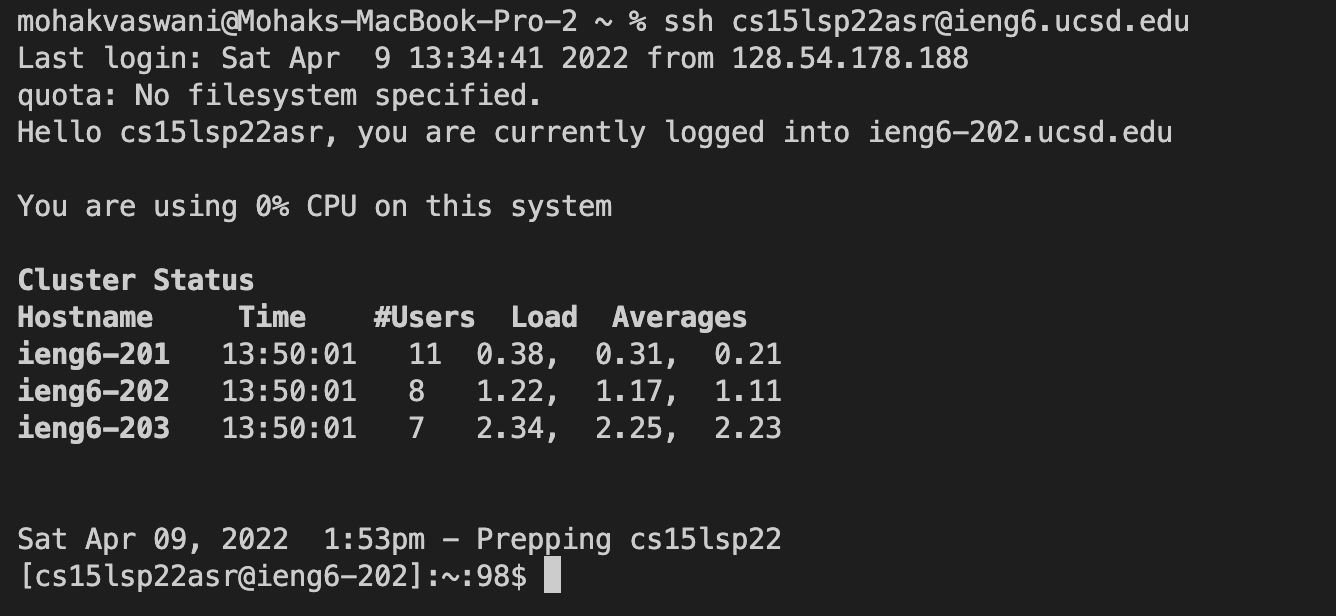 mohakvaswani@Mohaks-MacBook-Pro-2 ~ % ssh cs15lsp22asr@ieng6.ucsd.edu
Last login: Sat Apr  9 13:34:41 2022 from 128.54.178.188
quota: No filesystem specified.
Hello cs15lsp22asr, you are currently logged into ieng6-202.ucsd.edu
You are using 0% CPU on this system
Cluster Status
Hostname     Time    #Users  Load  Averages
ieng6-201   13:50:01   11  0.38,  0.31,  0.21
ieng6-202   13:50:01   8   1.22,  1.17,  1.11
ieng6-203   13:50:01   7   2.34,  2.25,  2.23
Sat Apr 09, 2022  1:53pm - Prepping cs15lsp22
[cs15lsp22asr@ieng6-202]:~:98$